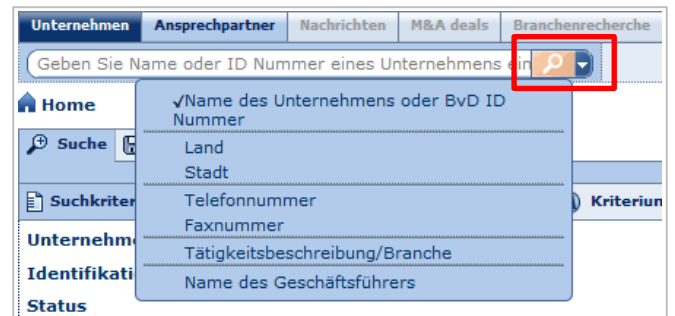 Unternehmen Ansprechpartner Nachrichten M&A deals Branchenrecherche
Geben Sie Name oder ID Nummer eines Unternehmens ein
Home
√Name des Unternehmens oder BvD ID
Nummer
Suche
Land
Stadt
Suchkriter
Telefonnummer
Kriteriun
Faxnummer
Unternehm
Tätigkeitsbeschreibung/Branche
Identifikati
Name des Geschäftsführers
Status